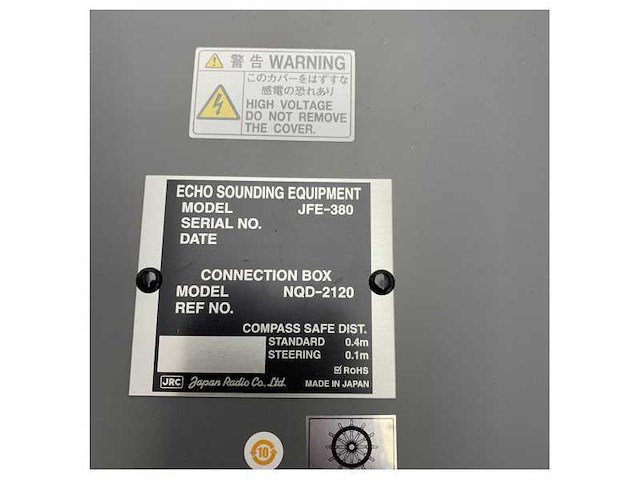 警告 WARNING
このカバーをはずすな
感電の恐れあり
HIGH VOLTAGE
DO NOT REMOVE
THE COVER.
ECHO SOUNDING EQUIPMENT
MODEL JFE-380
SERIAL NO.
DATE
CONNECTION BOX
MODEL NQD-2120
REF NO.
COMPASS SAFE DIST.
STANDARD 0.4m
STEERING 0.1m
☑ RoHS
JRC Japan Radio Co., Ltd. MADE IN JAPAN
10